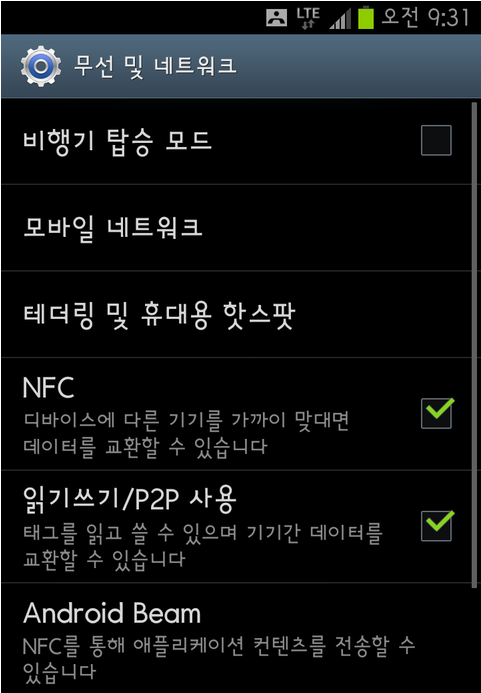 LTE 오전 9:31
무선 및 네트워크
비행기 탑승 모드
모바일 네트워크
테더링 및 휴대용 핫스팟
NFC
디바이스에 다른 기기를 가까이 맞대면
데이터를 교환할 수 있습니다
읽기쓰기/P2P 사용
태그를 읽고 쓸 수 있으며 기기간 데이터를
교환할 수 있습니다
Android Beam
NFC를 통해 애플리케이션 컨텐츠를 전송할 수
있습니다